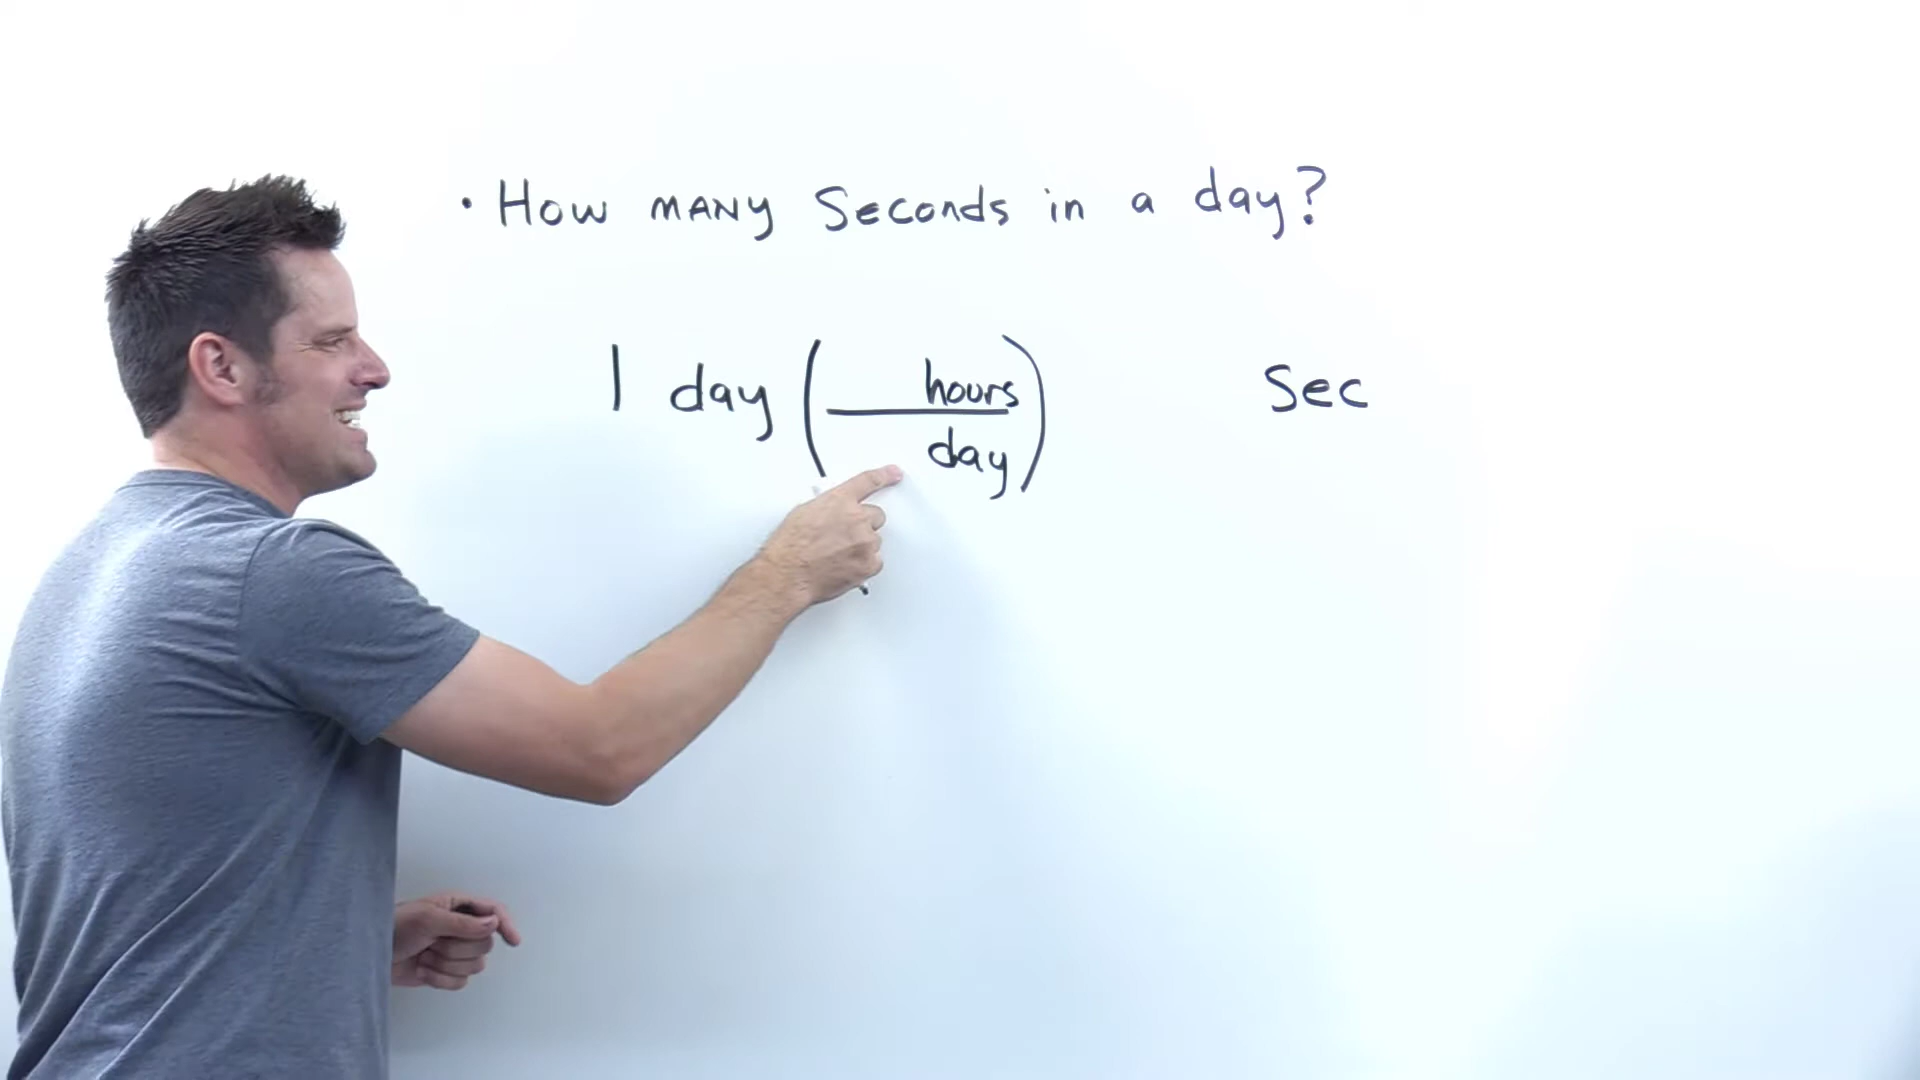 • How many Seconds in a day?
1 day ( hours / day ) Sec